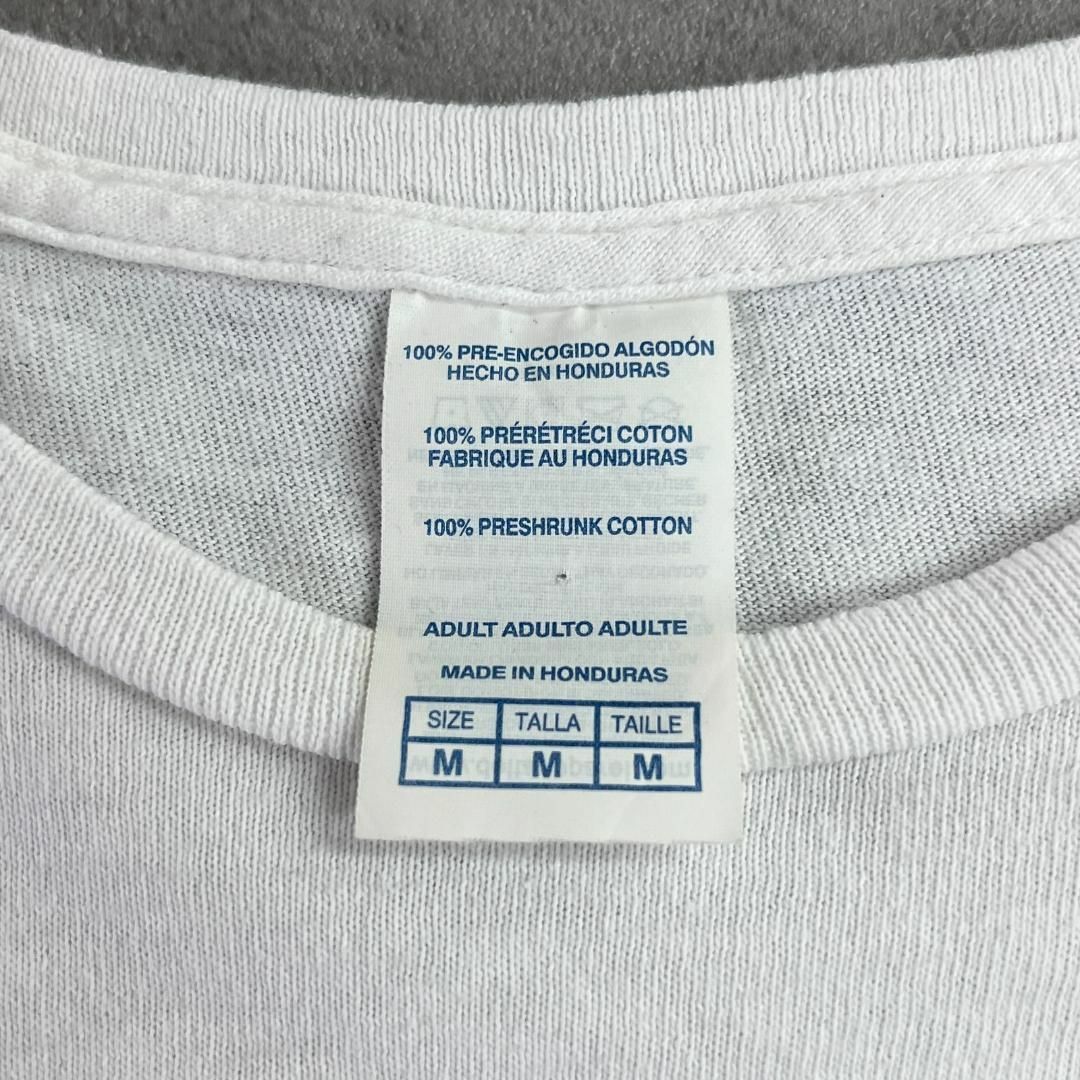 100% PRE-ENCOGIDO ALGODÓN
HECHO EN HONDURAS
100% PRÉRÉTRÉCI COTON
FABRIQUE AU HONDURAS
100% PRESHRUNK COTTON
ADULT ADULTO ADULTE
MADE IN HONDURAS
SIZE TALLA TAILLE
M M M